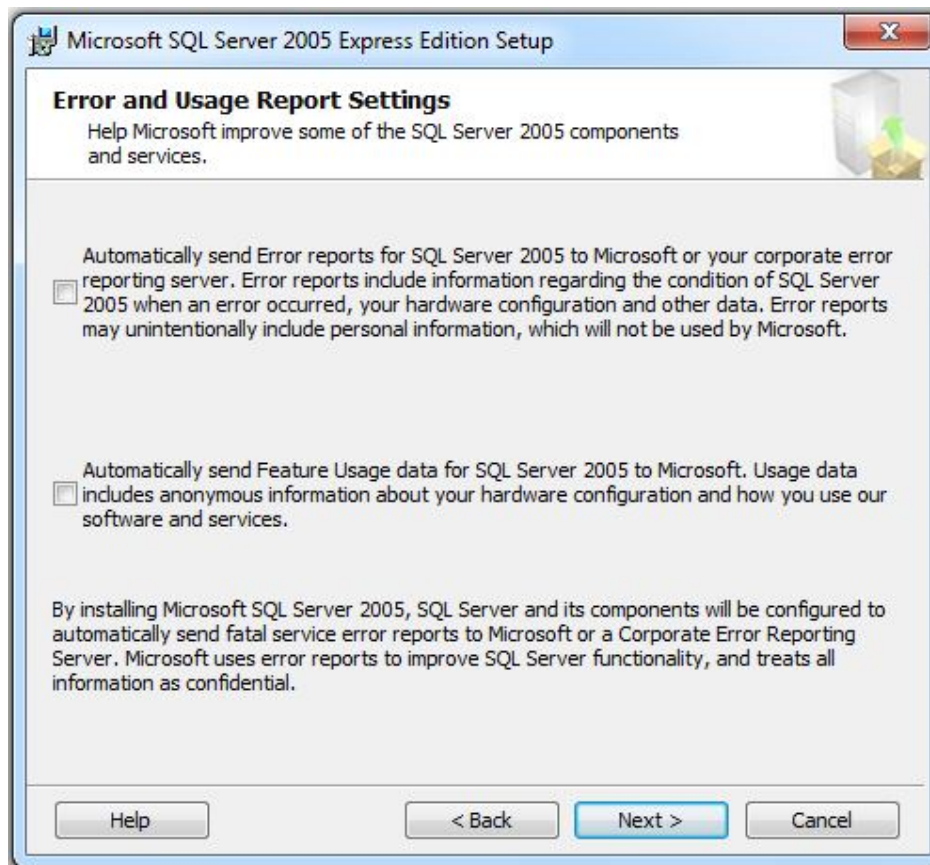 Microsoft SQL Server 2005 Express Edition Setup
Error and Usage Report Settings
Help Microsoft improve some of the SQL Server 2005 components
and services.
Automatically send Error reports for SQL Server 2005 to Microsoft or your corporate error
reporting server. Error reports include information regarding the condition of SQL Server
2005 when an error occurred, your hardware configuration and other data. Error reports
may unintentionally include personal information, which will not be used by Microsoft.
Automatically send Feature Usage data for SQL Server 2005 to Microsoft. Usage data
includes anonymous information about your hardware configuration and how you use our
software and services.
By installing Microsoft SQL Server 2005, SQL Server and its components will be configured to
automatically send fatal service error reports to Microsoft or a Corporate Error Reporting
Server. Microsoft uses error reports to improve SQL Server functionality, and treats all
information as confidential.
Help < Back Next > Cancel